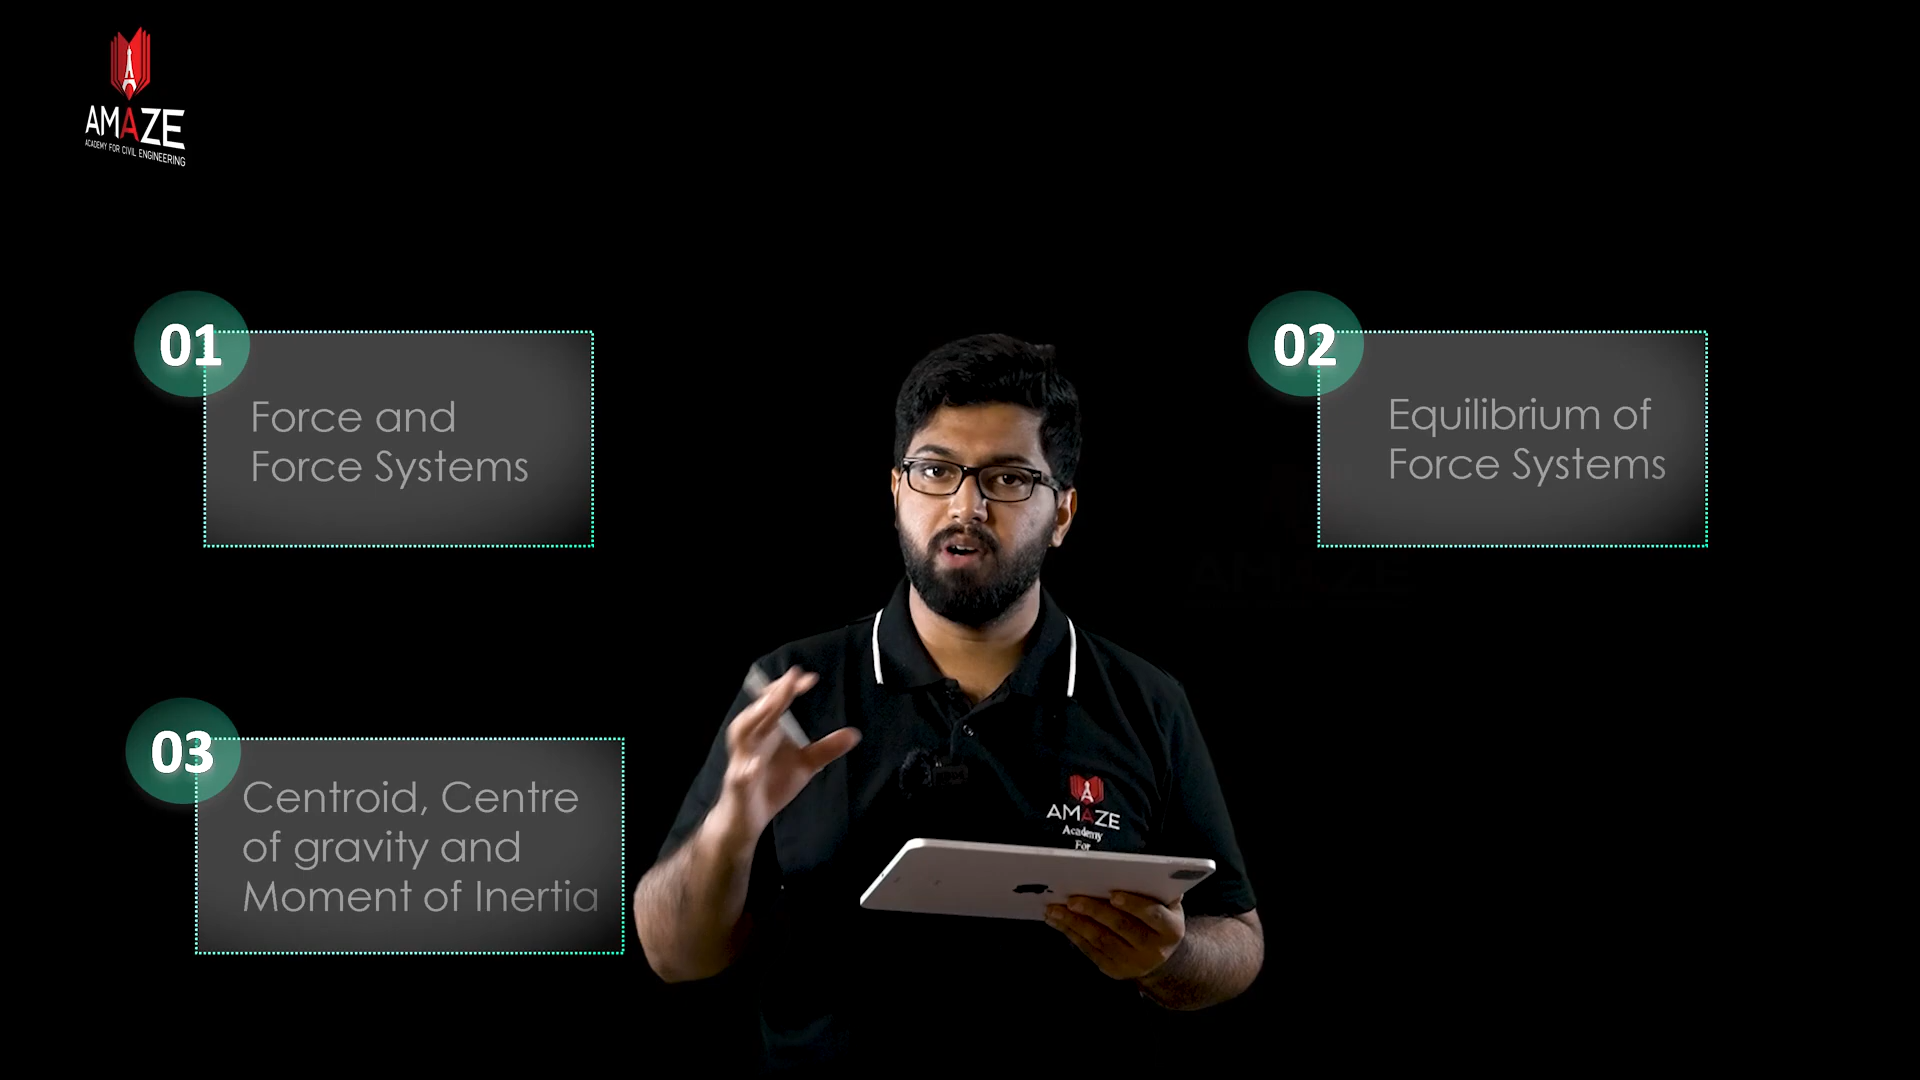 AMAZE
ACADEMY FOR CIVIL ENGINEERING
01
Force and
Force Systems
02
Equilibrium of
Force Systems
03
Centroid, Centre
of gravity and
Moment of Inertia
AMAZE
Academy
For